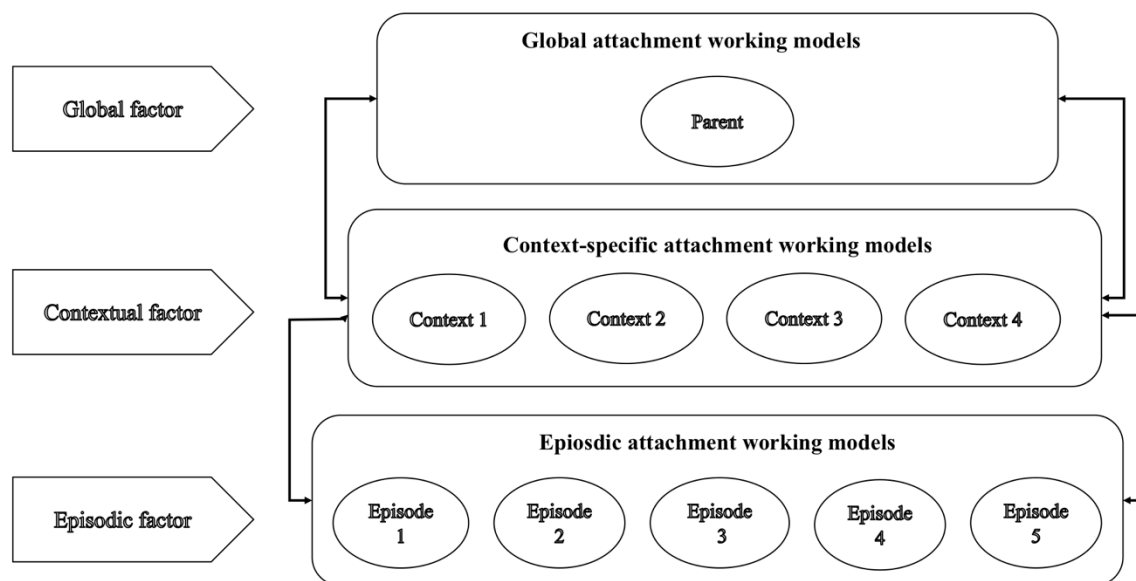 Global attachment working models
Global factor
Parent
Context-specific attachment working models
Contextual factor
Context 1
Context 2
Context 3
Context 4
Epiosdic attachment working models
Episodic factor
Episode
1
Episode
2
Episode
3
Episode
4
Episode
5